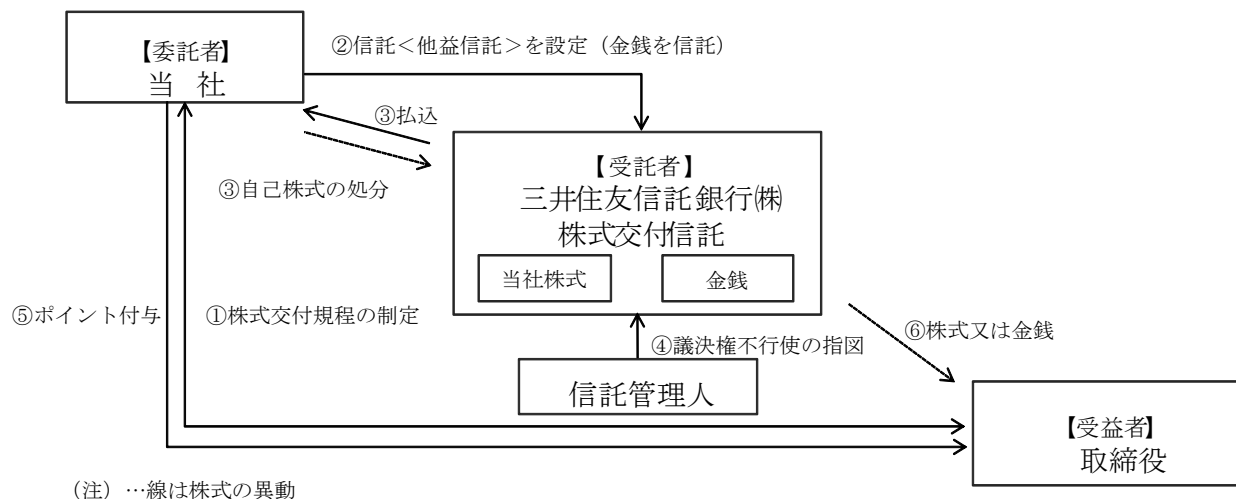 【委託者】
当 社
②信託＜他益信託＞を設定（金銭を信託）
③払込
③自己株式の処分
【受託者】
三井住友信託銀行㈱
株式交付信託
当社株式
金銭
⑤ポイント付与
①株式交付規程の制定
④議決権不行使の指図
⑥株式又は金銭
信託管理人
【受益者】
取締役
（注）…線は株式の異動